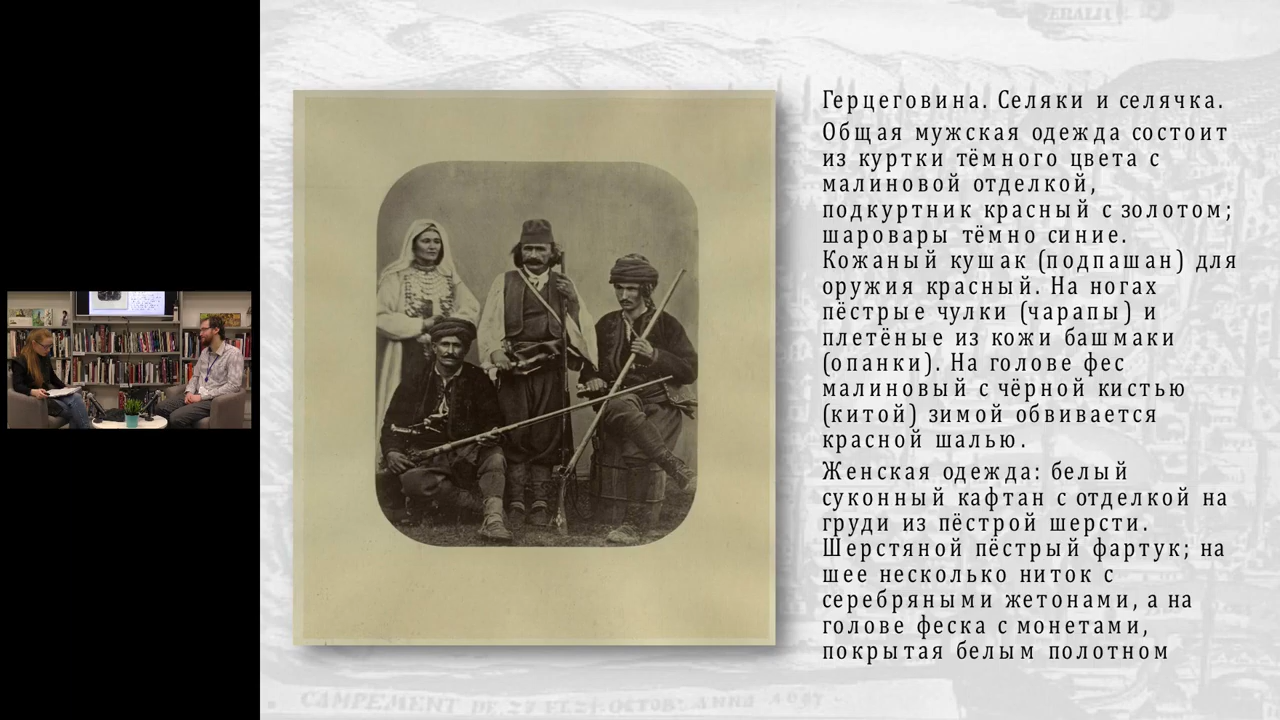 Герцеговина. Селяки и селячка.
Общая мужская одежда состоит
из куртки тёмного цвета с
малиновой отделкой,
подкуртник красный с золотом;
шаровары тёмно синие.
Кожаный кушак (подпашан) для
оружия красный. На ногах
пёстрые чулки (чарапы) и
плетёные из кожи башмаки
(опанки). На голове фес
малиновый с чёрной кистью
(китой) зимой обвивается
красной шалью.
Женская одежда: белый
суконный кафтан с отделкой на
груди из пёстрой шерсти.
Шерстяной пёстрый фартук; на
шее несколько ниток с
серебряными жетонами, а на
голове феска с монетами,
покрытая белым полотном
CAMPEMENT DE